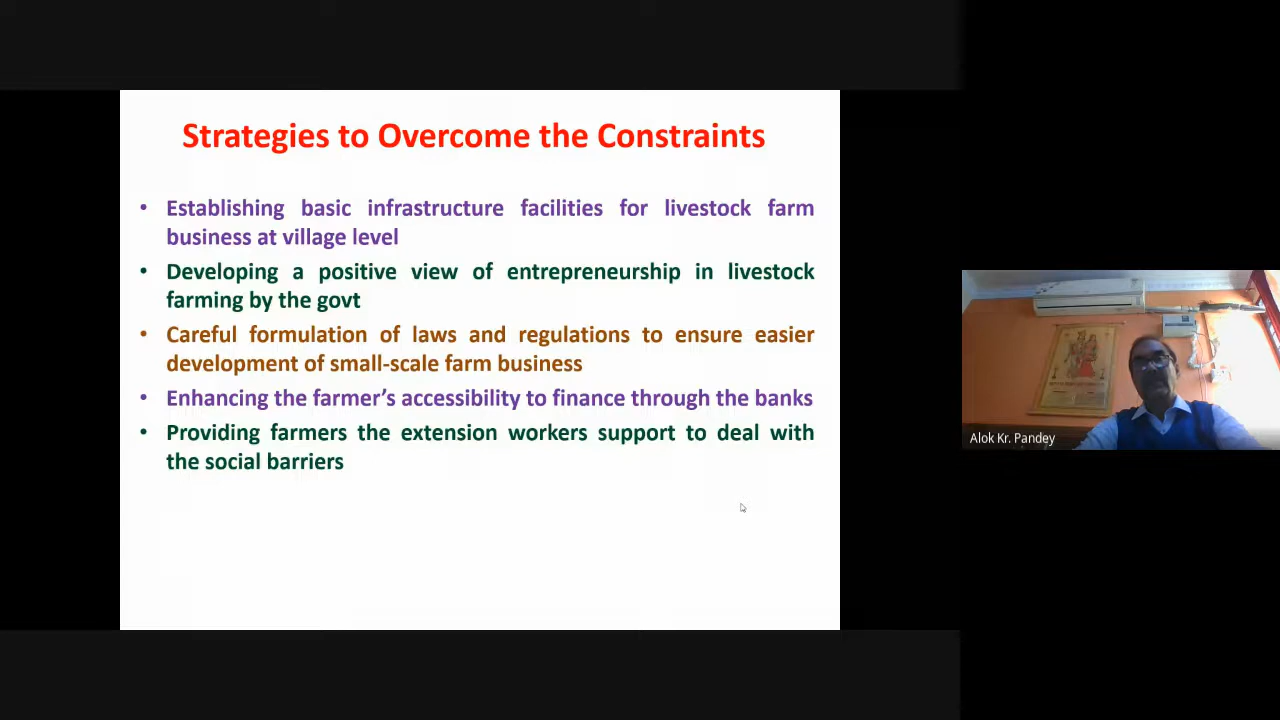 Strategies to Overcome the Constraints
• Establishing basic infrastructure facilities for livestock farm
business at village level
• Developing a positive view of entrepreneurship in livestock
farming by the govt
• Careful formulation of laws and regulations to ensure easier
development of small-scale farm business
• Enhancing the farmer's accessibility to finance through the banks
• Providing farmers the extension workers support to deal with
the social barriers
Alok Kr. Pandey